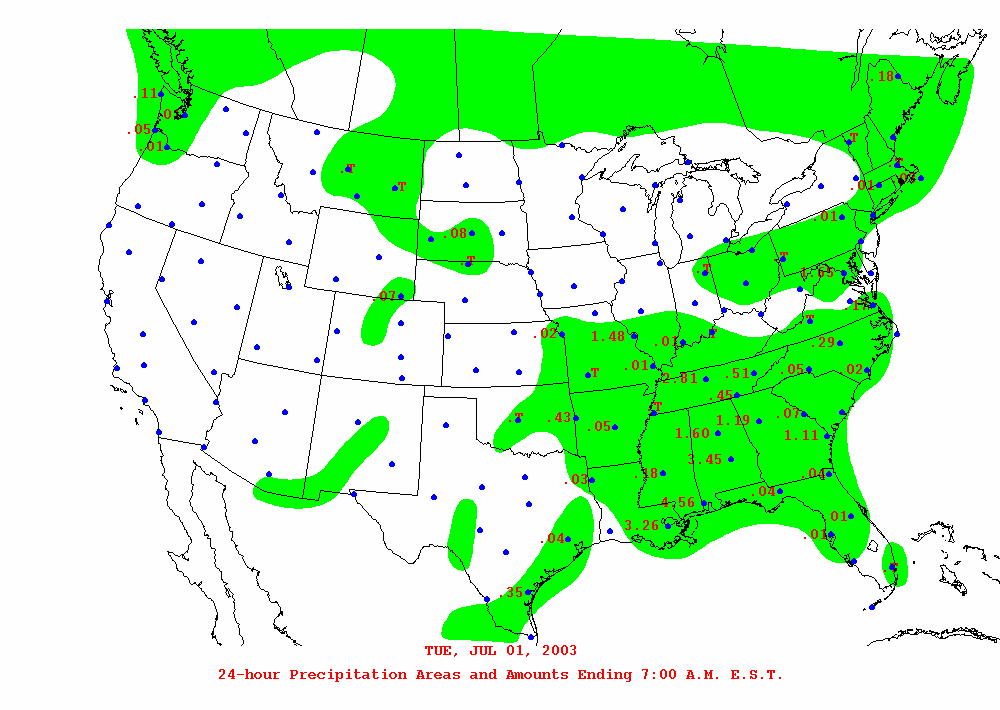 .18
.11
.05
.01
T
T
T
T
.01
.01
.08
T
T
T
1.65
.07
.17
T
.02
1.48
.01
T
.29
.01
2.81
.51
.05
.02
T
.45
T
T
.43
.05
1.19
.07
1.60
1.11
3.45
.18
.03
.04
.04
4.56
3.26
.01
.01
.04
.35
TUE, JUL 01, 2003
24-hour Precipitation Areas and Amounts Ending 7:00 A.M. E.S.T.